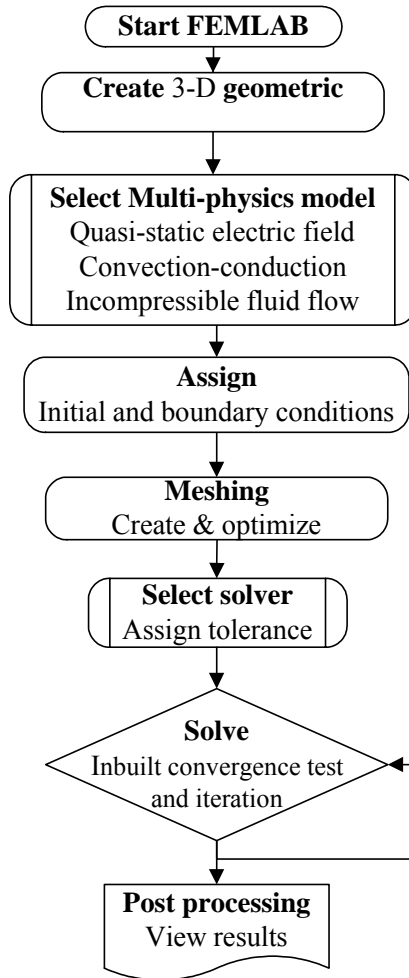 Start FEMLAB
Create 3-D geometric
Select Multi-physics model
Quasi-static electric field
Convection-conduction
Incompressible fluid flow
Assign
Initial and boundary conditions
Meshing
Create & optimize
Select solver
Assign tolerance
Solve
Inbuilt convergence test
and iteration
Post processing
View results